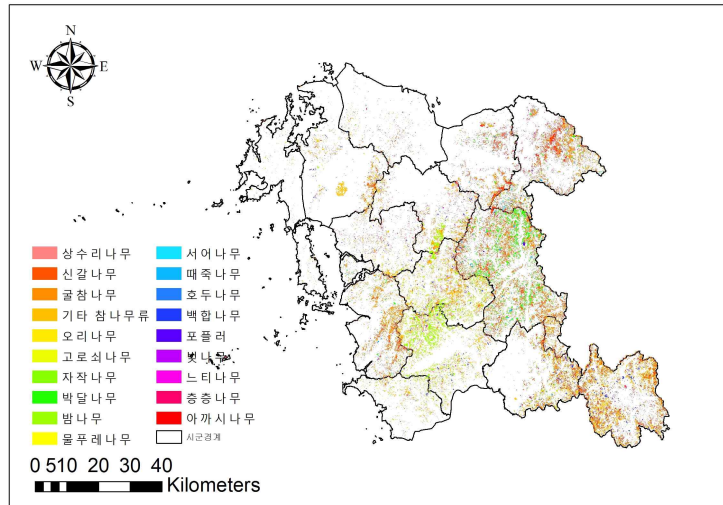 N
W E
S
상수리나무
신갈나무
굴참나무
기타 참나무류
오리나무
고로쇠나무
자작나무
박달나무
밤나무
물푸레나무
서어나무
때죽나무
호두나무
백합나무
포플러
벚나무
느티나무
층층나무
아까시나무
시군경계
0 510 20 30 40
Kilometers